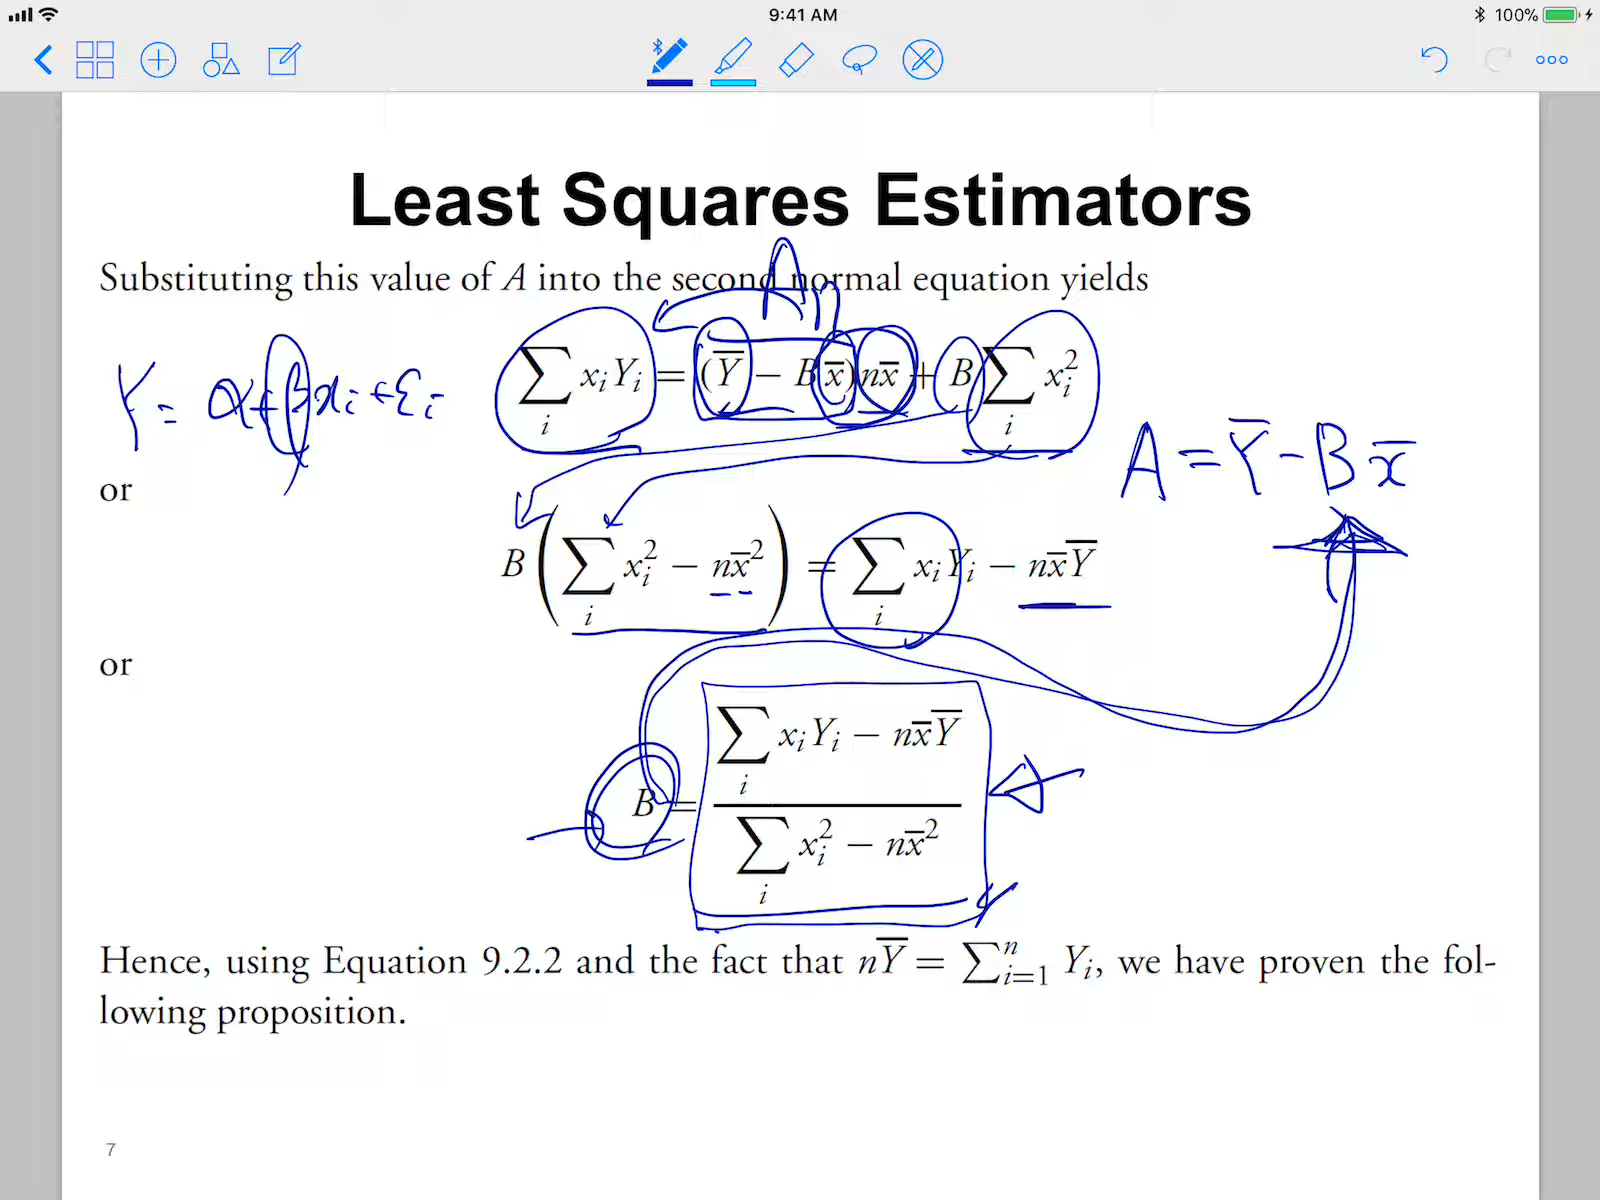 9:41 AM
100%
Least Squares Estimators
Substituting this value of A into the second normal equation yields
A
Y = α + βxᵢ + εᵢ
∑ᵢ xᵢYᵢ = (Y̅ − Bx̅)nx̅ + B ∑ᵢ xᵢ²
A = Y̅ − Bx̅
or
B(∑ᵢ xᵢ² − nx̅²) = ∑ᵢ xᵢYᵢ − nx̅Y̅
or
B = (∑ᵢ xᵢYᵢ − nx̅Y̅) / (∑ᵢ xᵢ² − nx̅²)
Hence, using Equation 9.2.2 and the fact that nY̅ = ∑ⁿᵢ₌₁ Yᵢ, we have proven the fol-
lowing proposition.
7